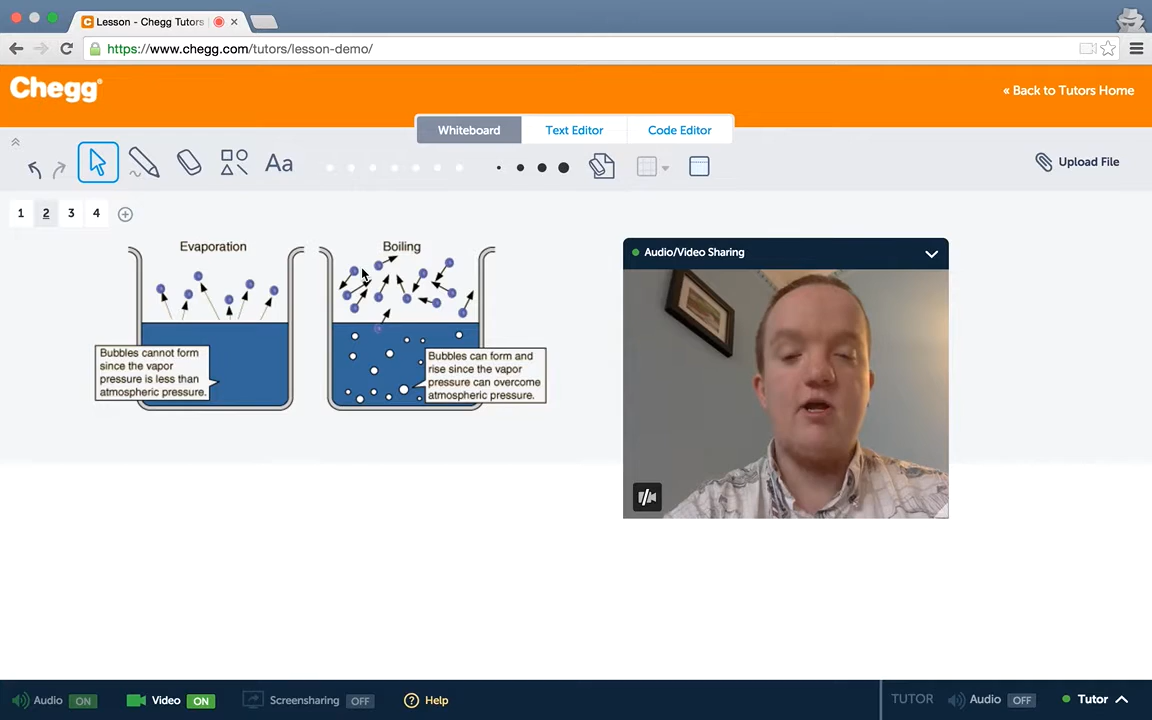 Lesson - Chegg Tutors
https://www.chegg.com/tutors/lesson-demo/
Chegg®
« Back to Tutors Home
Whiteboard
Text Editor
Code Editor
Aa
Upload File
1
2
3
4
Evaporation
Boiling
Bubbles cannot form
since the vapor
pressure is less than
atmospheric pressure.
Bubbles can form and
rise since the vapor
pressure can overcome
atmospheric pressure.
Audio/Video Sharing
Audio ON
Video ON
Screensharing OFF
? Help
TUTOR
Audio OFF
Tutor